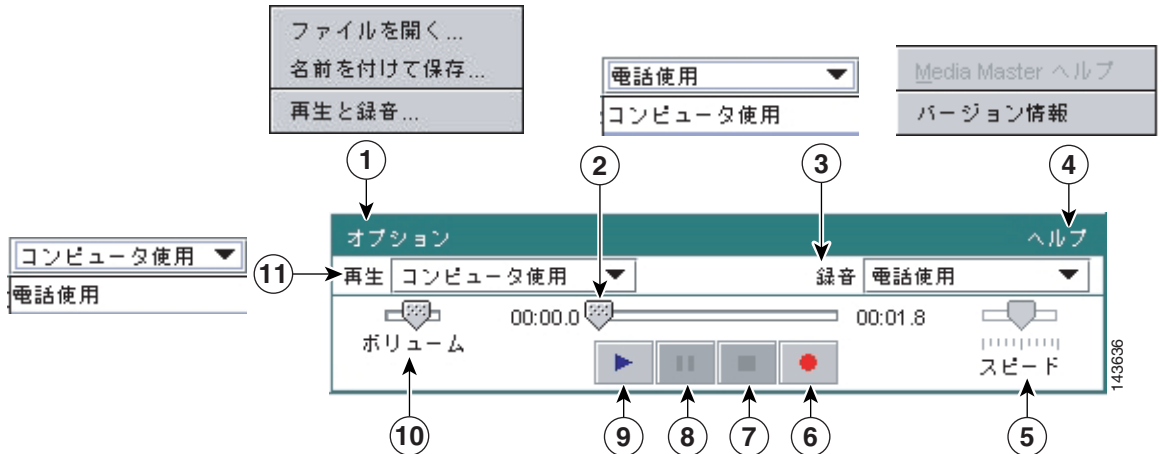 ファイルを開く...
名前を付けて保存...
再生と録音...
電話使用
コンピュータ使用
Media Master ヘルプ
バージョン情報
1
2
3
4
オプション
ヘルプ
コンピュータ使用
電話使用
11
再生
コンピュータ使用
録音
電話使用
00:00.0
00:01.8
ボリューム
スピード
143636
10
9
8
7
6
5